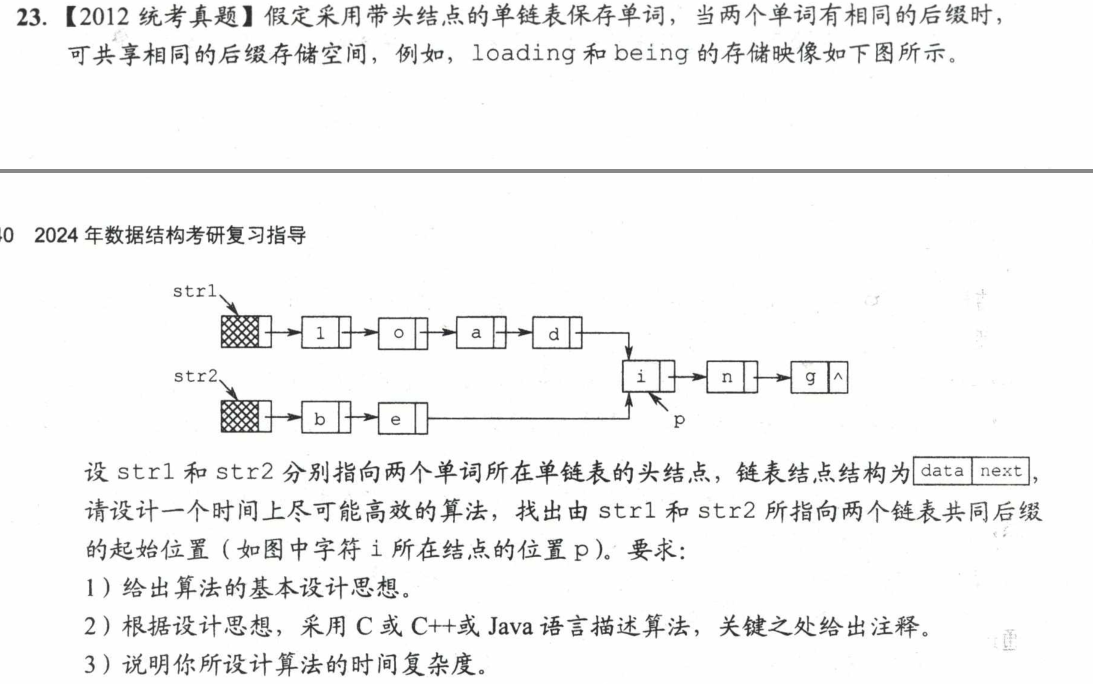 23.【2012 统考真题】假定采用带头结点的单链表保存单词，当两个单词有相同的后缀时，
可共享相同的后缀存储空间，例如，loading 和 being 的存储映像如下图所示。
2024 年数据结构考研复习指导
str1
l o a d
str2
i n g ^
b e
p
设 str1 和 str2 分别指向两个单词所在单链表的头结点，链表结点结构为 data next，
请设计一个时间上尽可能高效的算法，找出由 str1 和 str2 所指向两个链表共同后缀
的起始位置（如图中字符 i 所在结点的位置 p）。要求：
1）给出算法的基本设计思想。
2）根据设计思想，采用 C 或 C++或 Java 语言描述算法，关键之处给出注释。
3）说明你所设计算法的时间复杂度。